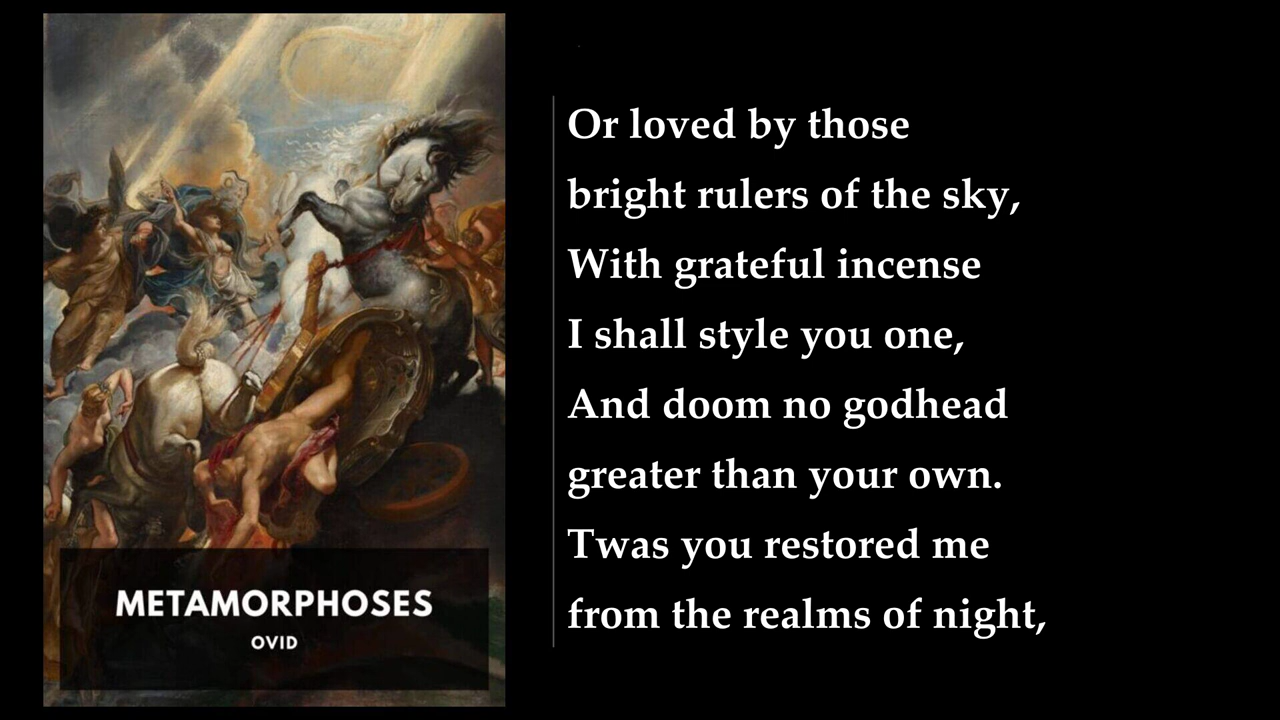 METAMORPHOSES
OVID
Or loved by those
bright rulers of the sky,
With grateful incense
I shall style you one,
And doom no godhead
greater than your own.
Twas you restored me
from the realms of night,